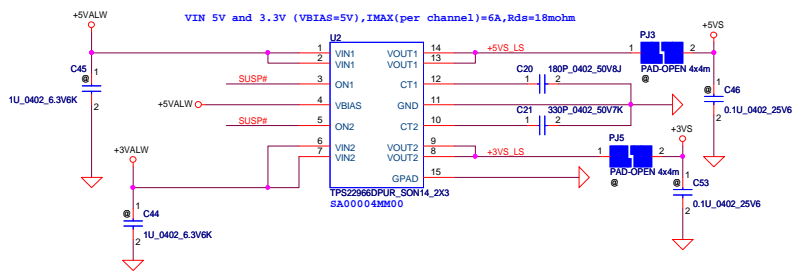 VIN 5V and 3.3V (VBIAS=5V),IMAX(per channel)=6A,Rds=18mohm
+5VALW
U2
1 VIN1 VOUT1 14 +5VS_LS
2 VIN1 VOUT1 13
PJ3
1 2
PAD-OPEN 4x4m
@
+5VS
C45
@
1
2
1U_0402_6.3V6K
SUSP# 3 ON1 CT1 12
C20 180P_0402_50V8J
1 2
+5VALW 4 VBIAS GND 11
C46
@
1
2
0.1U_0402_25V6
SUSP# 5 ON2 CT2 10
C21 330P_0402_50V7K
1 2
+3VALW
6 VIN2 VOUT2 9
7 VIN2 VOUT2 8 +3VS_LS
PJ5
1 2
PAD-OPEN 4x4m
@
+3VS
GPAD 15
TPS22966DPUR_SON14_2X3
SA00004MM00
C44
@
1
2
1U_0402_6.3V6K
C53
@
1
2
0.1U_0402_25V6